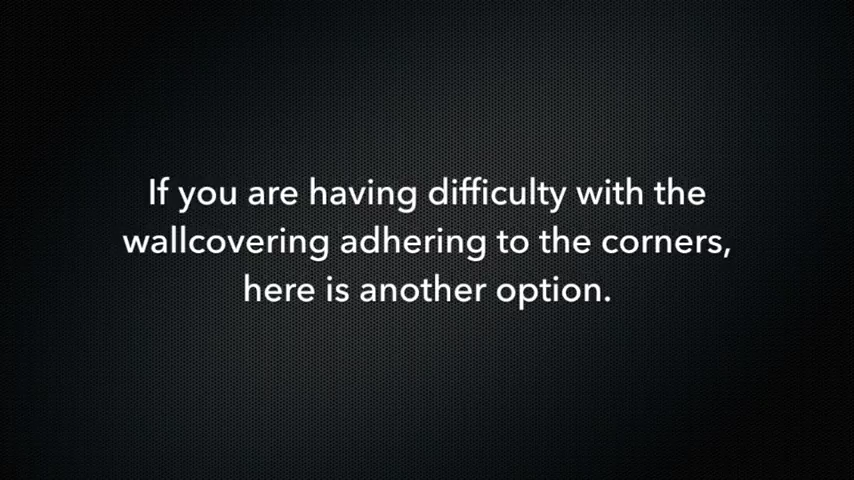 If you are having difficulty with the
wallcovering adhering to the corners,
here is another option.